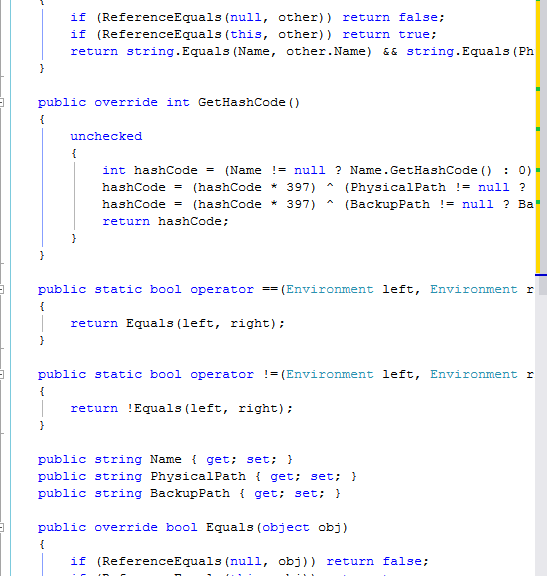 {
if (ReferenceEquals(null, other)) return false;
if (ReferenceEquals(this, other)) return true;
return string.Equals(Name, other.Name) && string.Equals(Ph
}
public override int GetHashCode()
{
unchecked
{
int hashCode = (Name != null ? Name.GetHashCode() : 0)
hashCode = (hashCode * 397) ^ (PhysicalPath != null ?
hashCode = (hashCode * 397) ^ (BackupPath != null ? Ba
return hashCode;
}
}
public static bool operator ==(Environment left, Environment r
{
return Equals(left, right);
}
public static bool operator !=(Environment left, Environment r
{
return !Equals(left, right);
}
public string Name { get; set; }
public string PhysicalPath { get; set; }
public string BackupPath { get; set; }
public override bool Equals(object obj)
{
if (ReferenceEquals(null, obj)) return false;